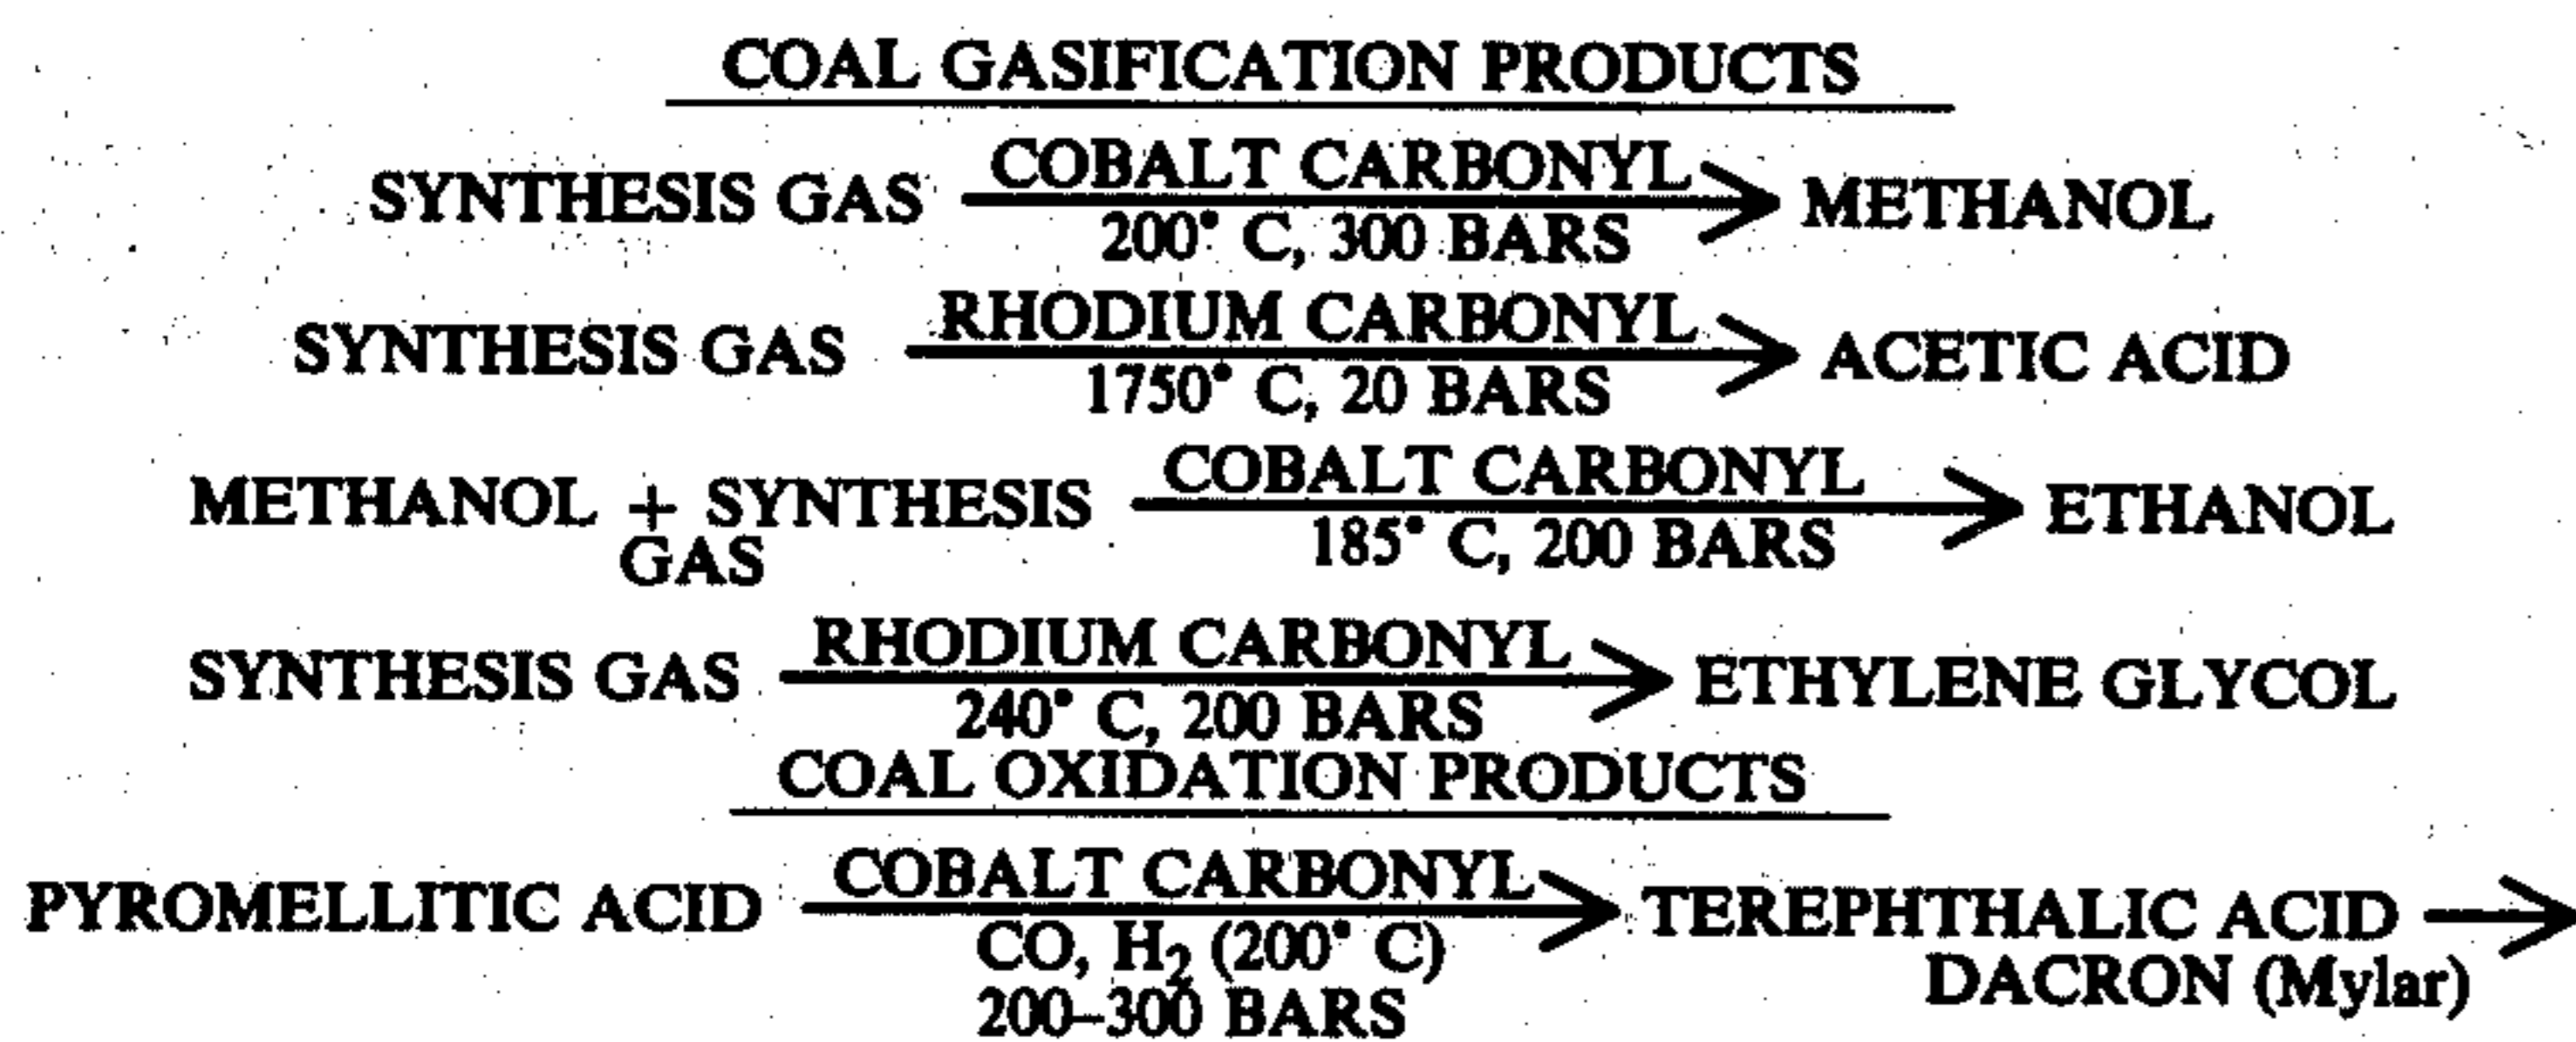 COAL GASIFICATION PRODUCTS
COBALT CARBONYL
SYNTHESIS GAS METHANOL
200° C, 300 BARS
RHODIUM CARBONYL
SYNTHESIS GAS ACETIC ACID
1750° C, 20 BARS
COBALT CARBONYL
METHANOL + SYNTHESIS ETHANOL
GAS 185° C, 200 BARS
RHODIUM CARBONYL
SYNTHESIS GAS ETHYLENE GLYCOL
240° C, 200 BARS
COAL OXIDATION PRODUCTS
COBALT CARBONYL
PYROMELLITIC ACID TEREPHTHALIC ACID
CO, H₂ (200° C) DACRON (Mylar)
200–300 BARS